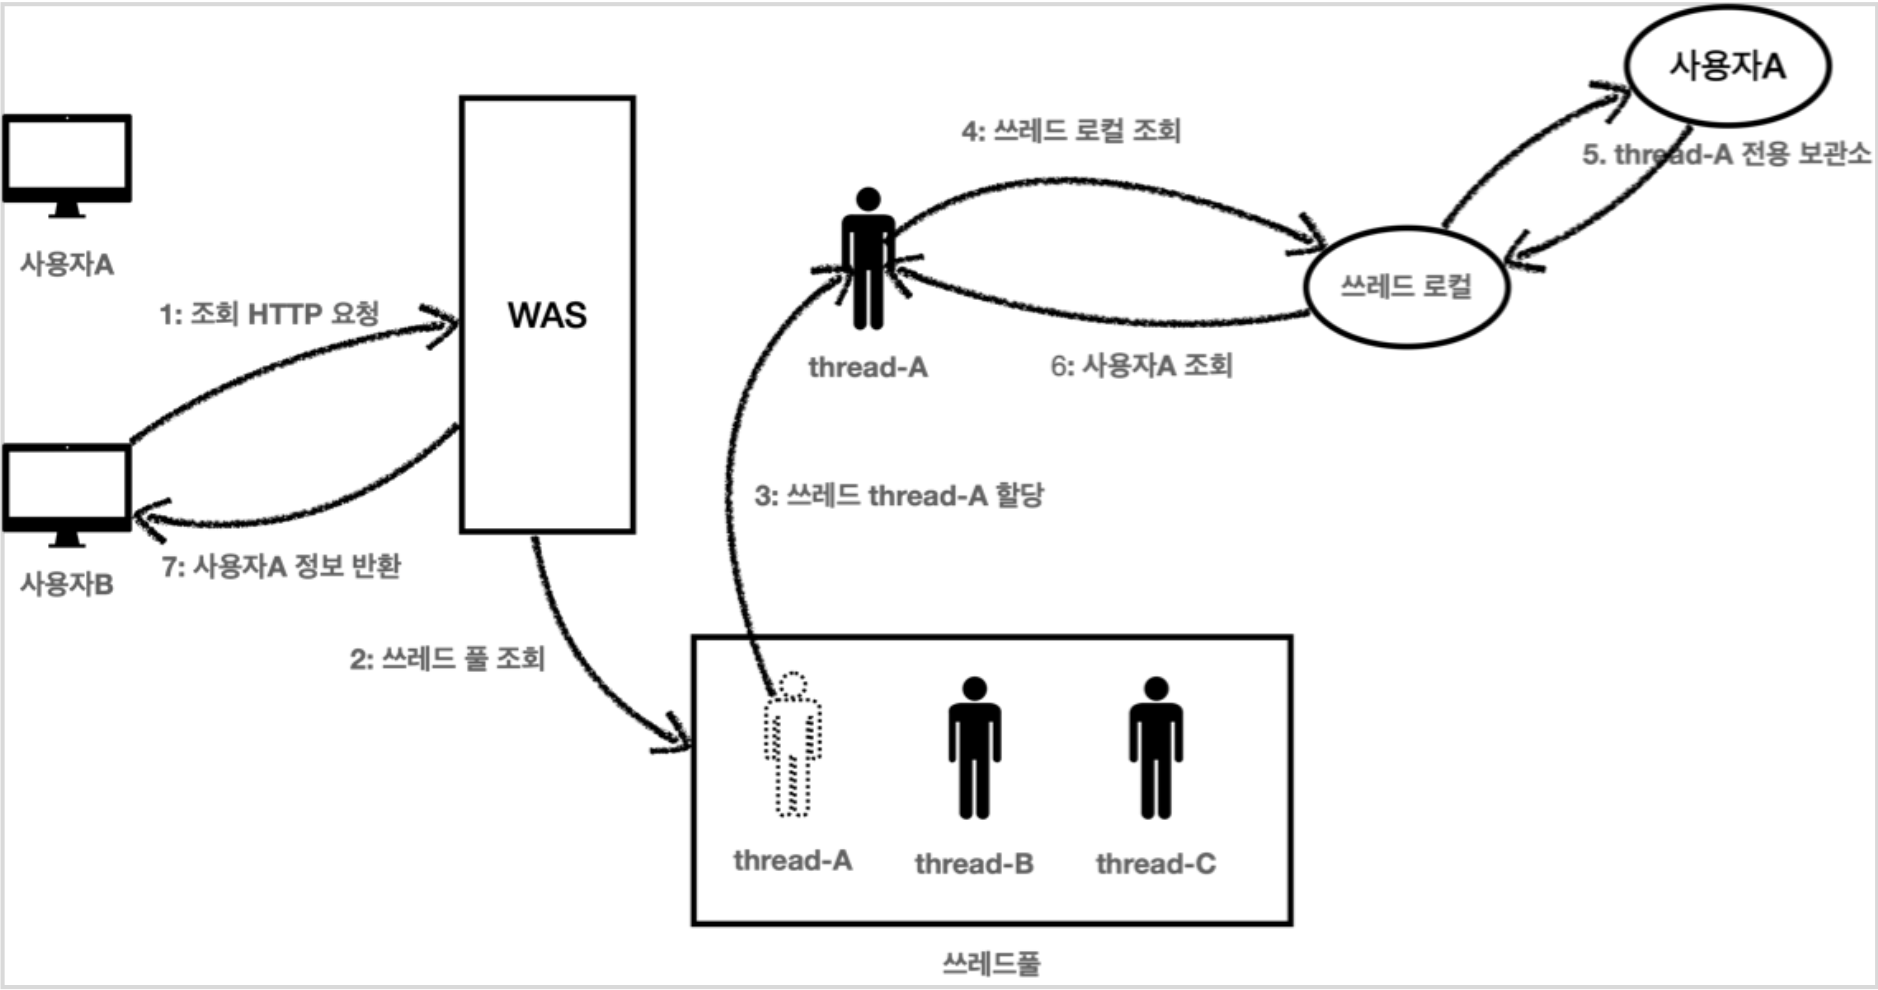 사용자A
5. thread-A 전용 보관소
4: 쓰레드 로컬 조회
쓰레드 로컬
6: 사용자A 조회
thread-A
사용자A
1: 조회 HTTP 요청
WAS
사용자B
7: 사용자A 정보 반환
3: 쓰레드 thread-A 할당
2: 쓰레드 풀 조회
thread-A
thread-B
thread-C
쓰레드풀